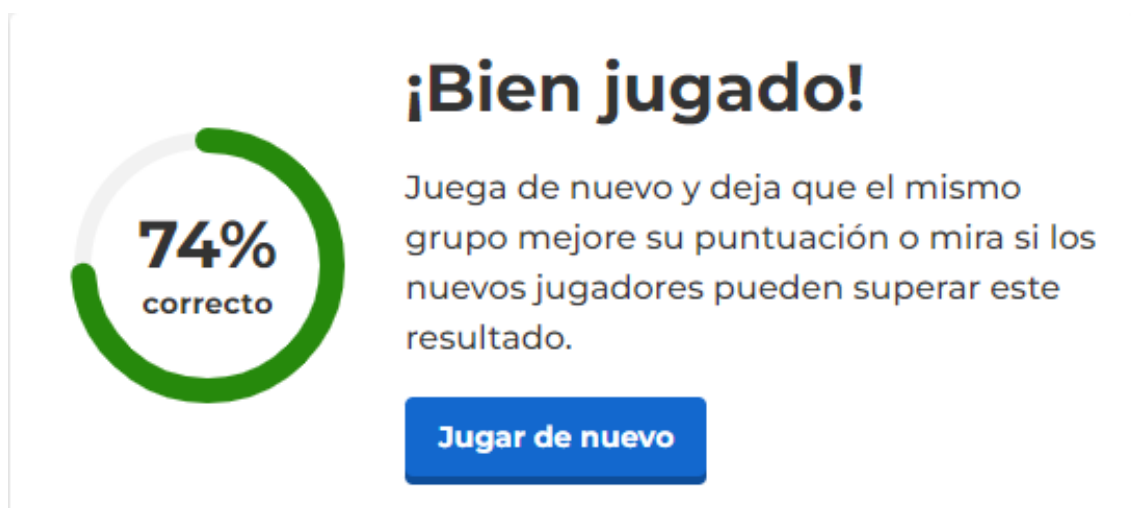 ¡Bien jugado!
74%
correcto
Juega de nuevo y deja que el mismo
grupo mejore su puntuación o mira si los
nuevos jugadores pueden superar este
resultado.
Jugar de nuevo